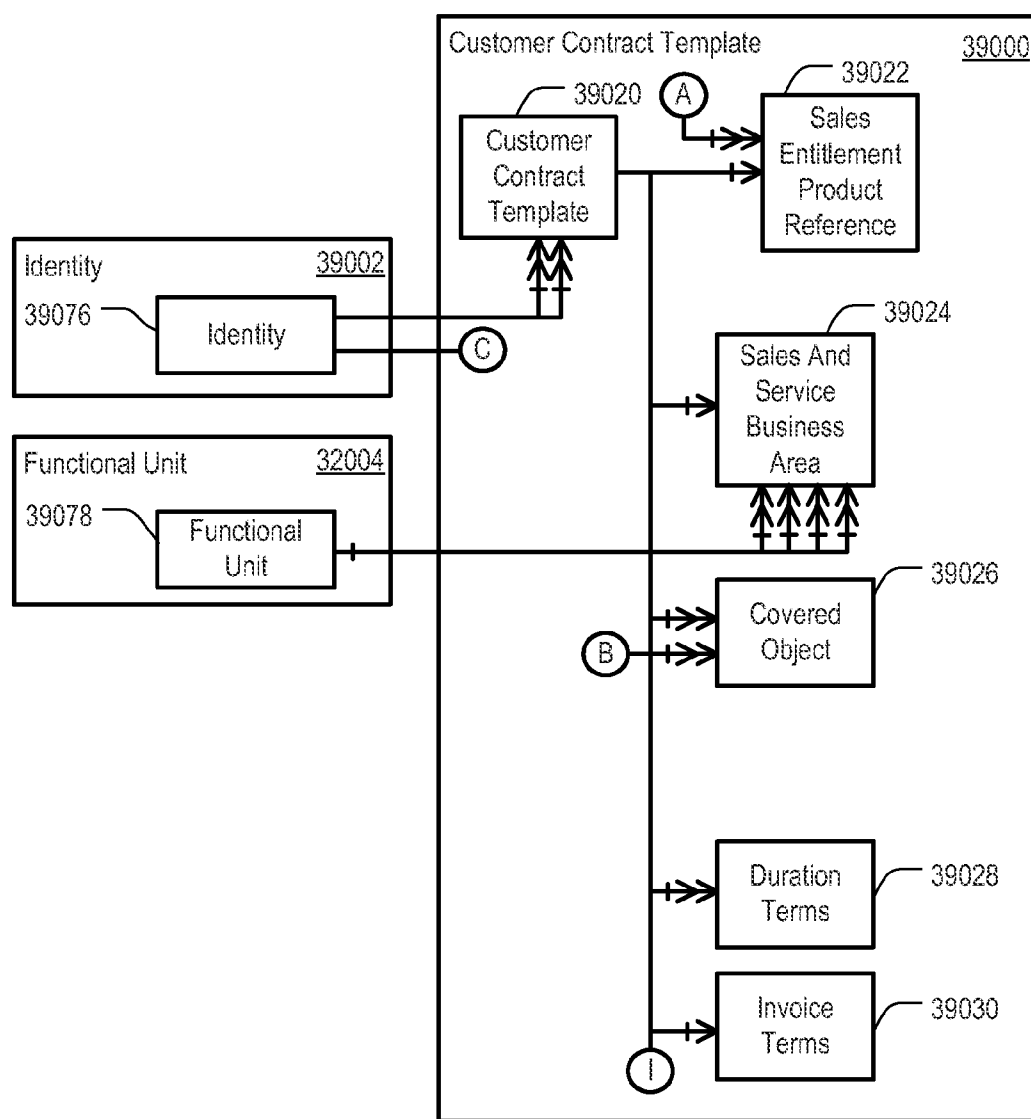 Customer Contract Template
39000
39020
A
39022
Customer
Contract
Template
Sales
Entitlement
Product
Reference
Identity
39002
39076
Identity
C
39024
Sales And
Service
Business
Area
Functional Unit
32004
39078
Functional
Unit
39026
Covered
Object
B
Duration
Terms
39028
Invoice
Terms
39030
I